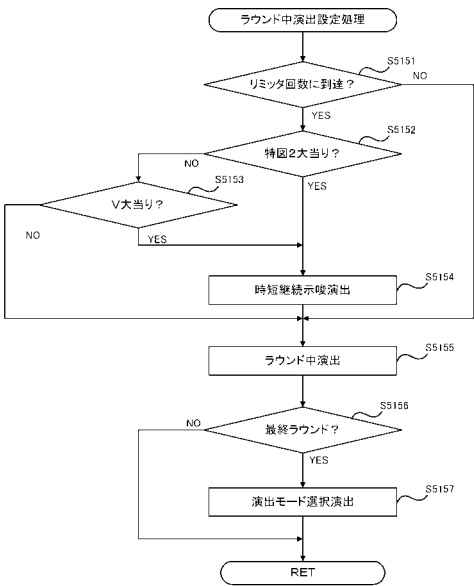 ラウンド中演出設定処理
S5151
リミッタ回数に到達？
NO
YES
S5152
特図２大当り？
NO
YES
S5153
V大当り？
NO
YES
S5154
時短継続示唆演出
S5155
ラウンド中演出
S5156
最終ラウンド？
NO
YES
S5157
演出モード選択演出
RET